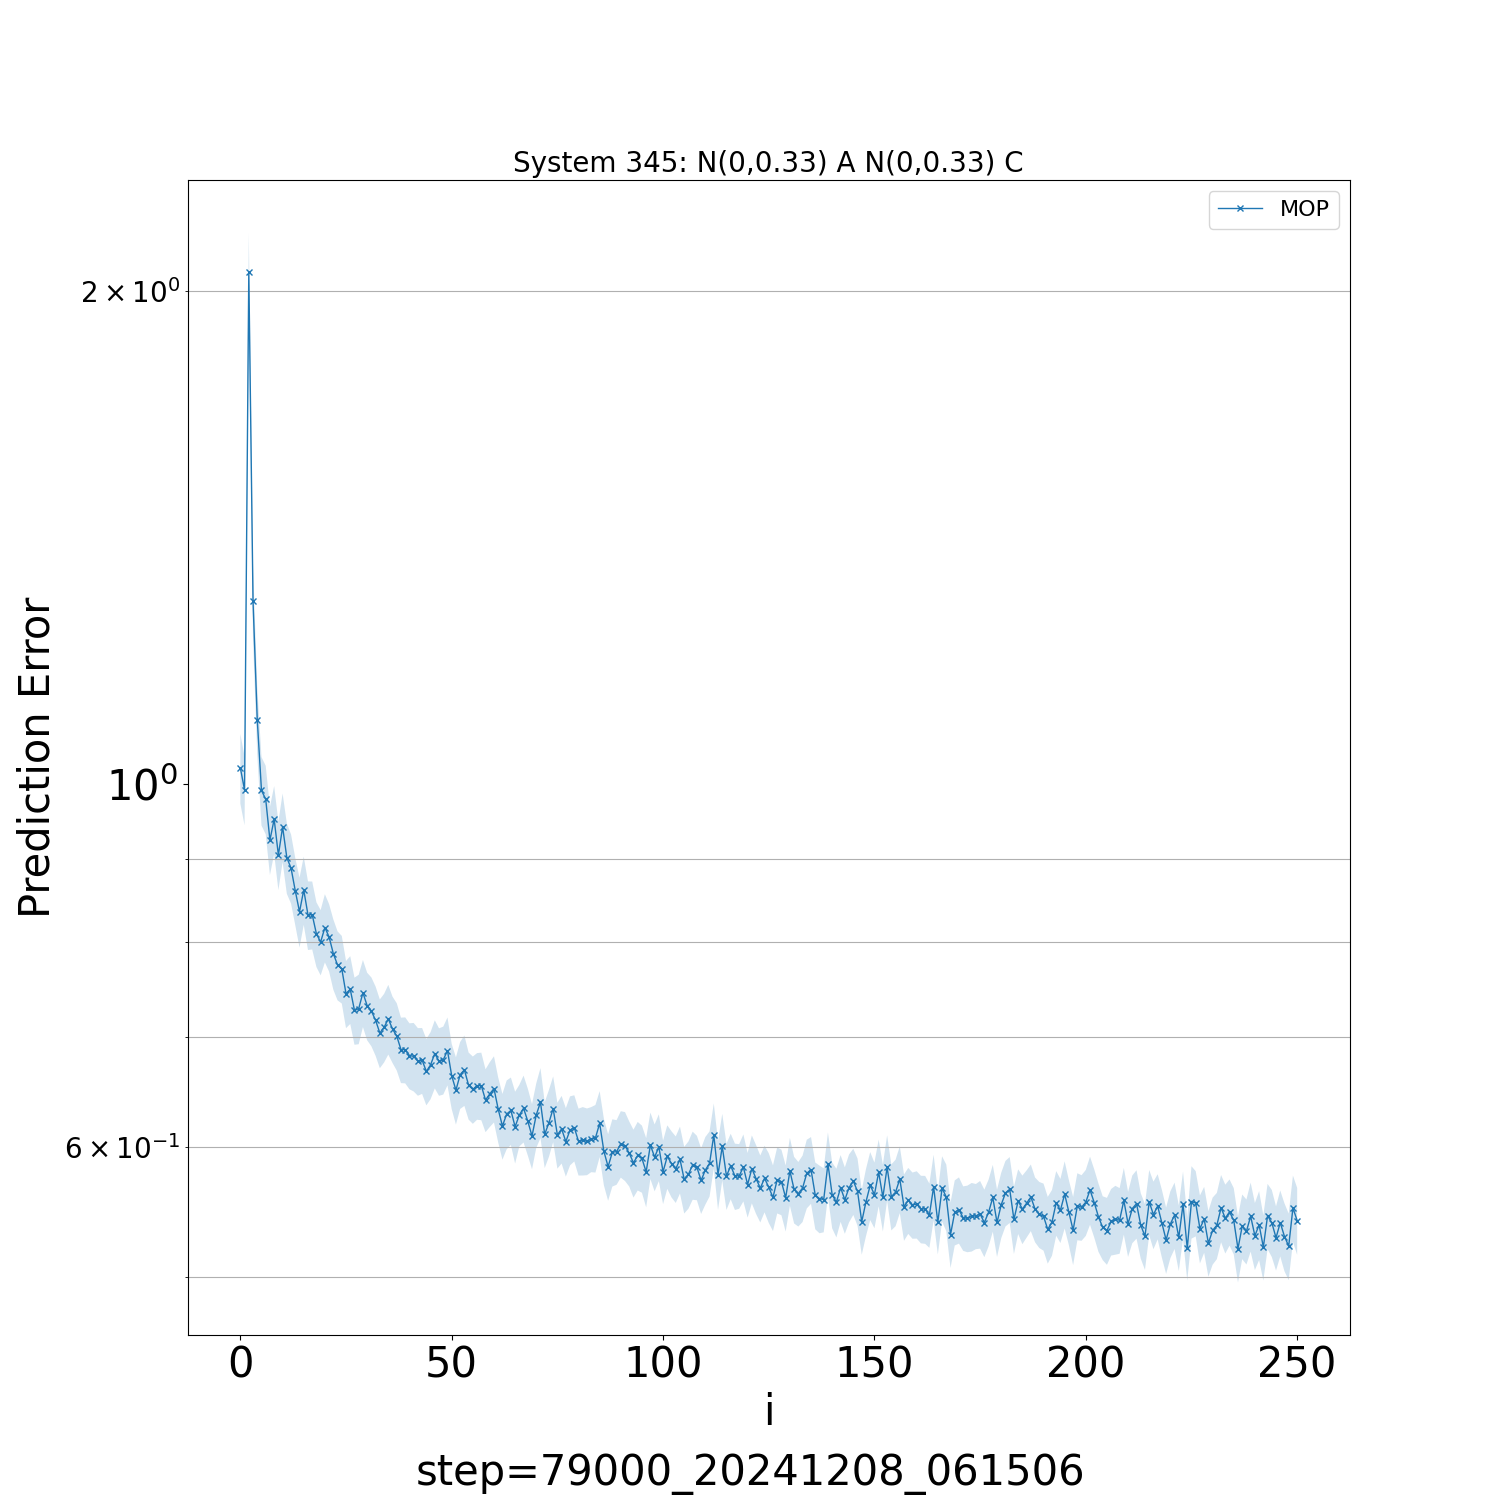 System 345: N(0,0.33) A N(0,0.33) C
MOP
2 × 10⁰
10⁰
6 × 10⁻¹
Prediction Error
0 50 100 150 200 250
i
step=79000_20241208_061506